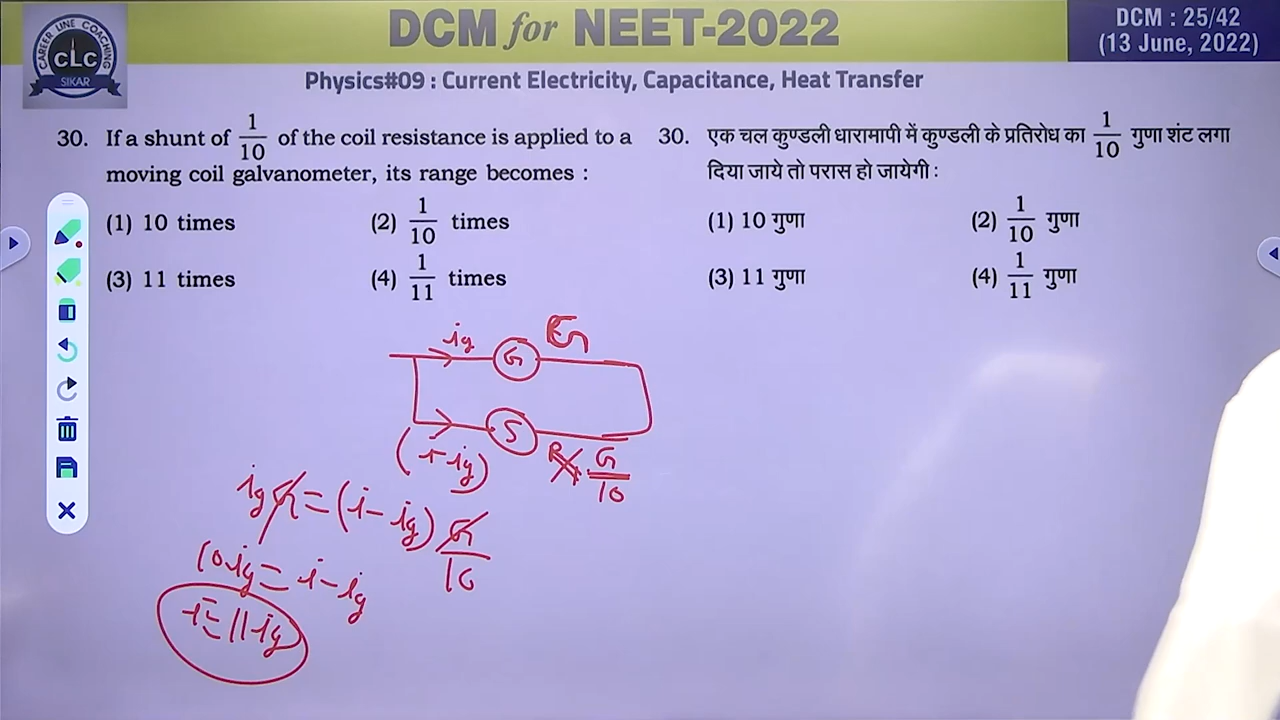 CAREER LINE COACHING
CLC
SIKAR
DCM for NEET-2022
DCM : 25/42
(13 June, 2022)
Physics#09 : Current Electricity, Capacitance, Heat Transfer
30. If a shunt of 1/10 of the coil resistance is applied to a
moving coil galvanometer, its range becomes :
(1) 10 times (2) 1/10 times
(3) 11 times (4) 1/11 times
30. एक चल कुण्डली धारामापी में कुण्डली के प्रतिरोध का 1/10 गुणा शंट लगा
दिया जाये तो परास हो जायेगी :
(1) 10 गुणा (2) 1/10 गुणा
(3) 11 गुणा (4) 1/11 गुणा
ig G G
S
(i-ig) G/10
ig G = (i-ig) G/10
10ig = i-ig
i = 11ig